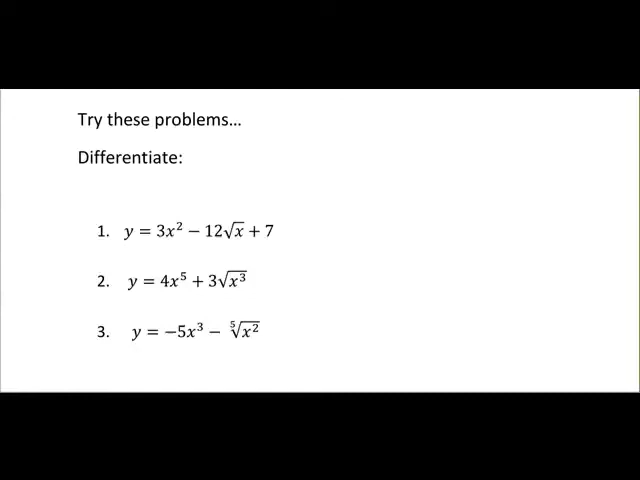 Try these problems...
Differentiate:
1. y = 3x² − 12√x + 7
2. y = 4x⁵ + 3√x³
3. y = −5x³ − ⁵√x²